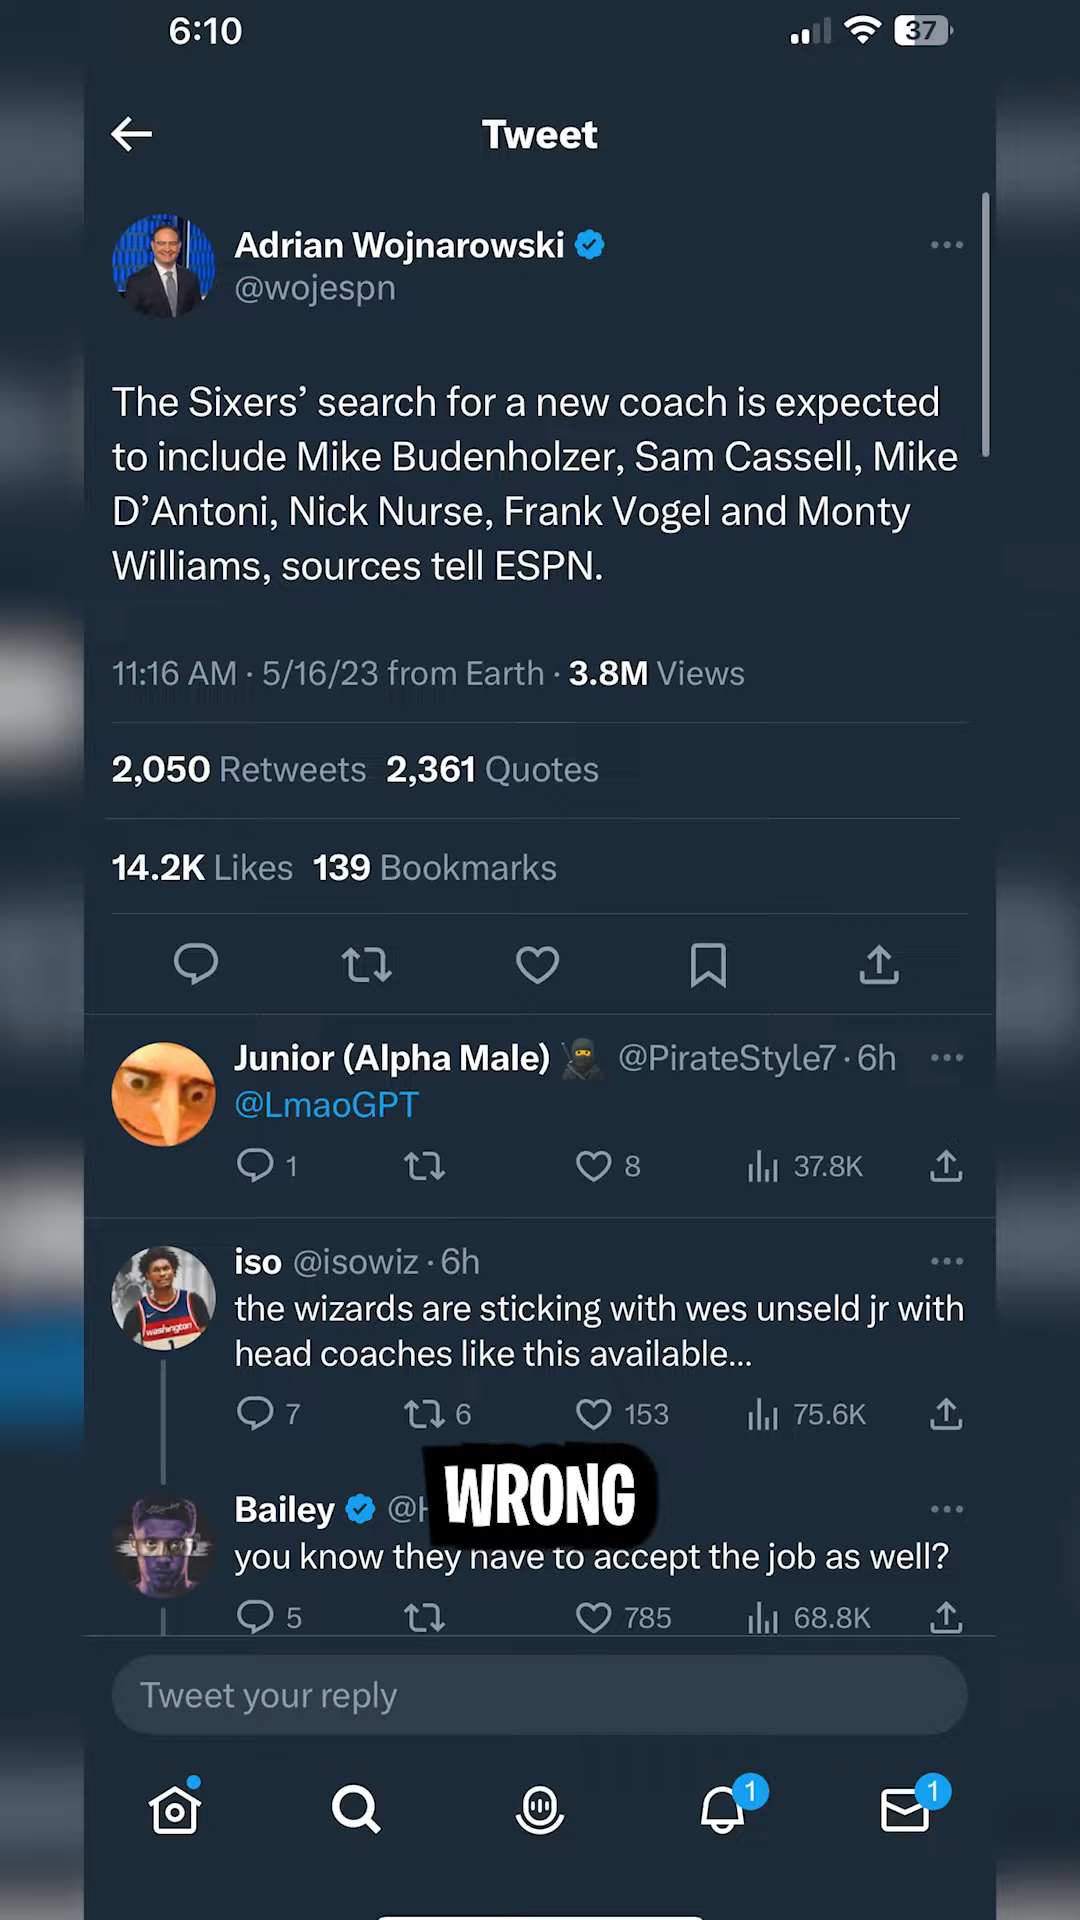 6:10
37
Tweet
Adrian Wojnarowski
@wojespn
The Sixers’ search for a new coach is expected
to include Mike Budenholzer, Sam Cassell, Mike
D’Antoni, Nick Nurse, Frank Vogel and Monty
Williams, sources tell ESPN.
11:16 AM · 5/16/23 from Earth · 3.8M Views
2,050 Retweets 2,361 Quotes
14.2K Likes 139 Bookmarks
Junior (Alpha Male) 🥷 @PirateStyle7 · 6h
@LmaoGPT
1 8 37.8K
iso @isowiz · 6h
washington
the wizards are sticking with wes unseld jr with
head coaches like this available...
7 6 153 75.6K
WRONG
Bailey
you know they have to accept the job as well?
5 785 68.8K
Tweet your reply
1 1